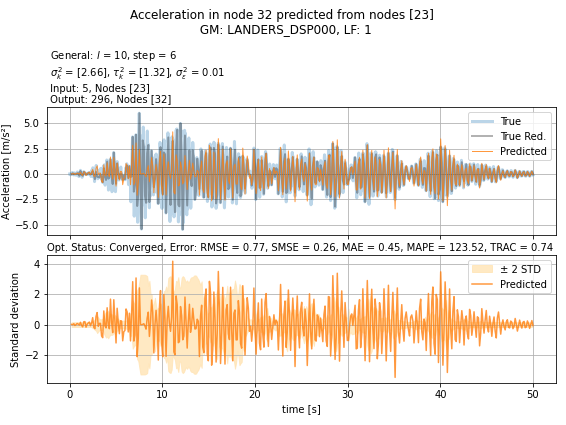 Acceleration in node 32 predicted from nodes [23]
GM: LANDERS_DSP000, LF: 1
General: l = 10, step = 6
σ²ₖ = [2.66], τ²ₖ = [1.32], σ²ε = 0.01
Input: 5, Nodes [23]
Output: 296, Nodes [32]
Acceleration [m/s²]
5.0
2.5
0.0
−2.5
−5.0
True
True Red.
Predicted
Opt. Status: Converged, Error: RMSE = 0.77, SMSE = 0.26, MAE = 0.45, MAPE = 123.52, TRAC = 0.74
Standard deviation
4
2
0
−2
± 2 STD
Predicted
0 10 20 30 40 50
time [s]